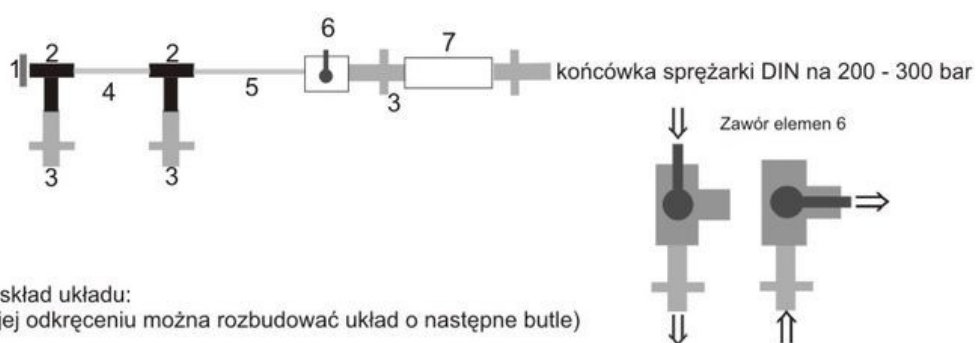 6
7
2
2
1
końcówka sprężarki DIN na 200 - 300 bar
4
5
3
Zawór elemen 6
3
3
skład układu:
jej odkręceniu można rozbudować układ o następne butle)